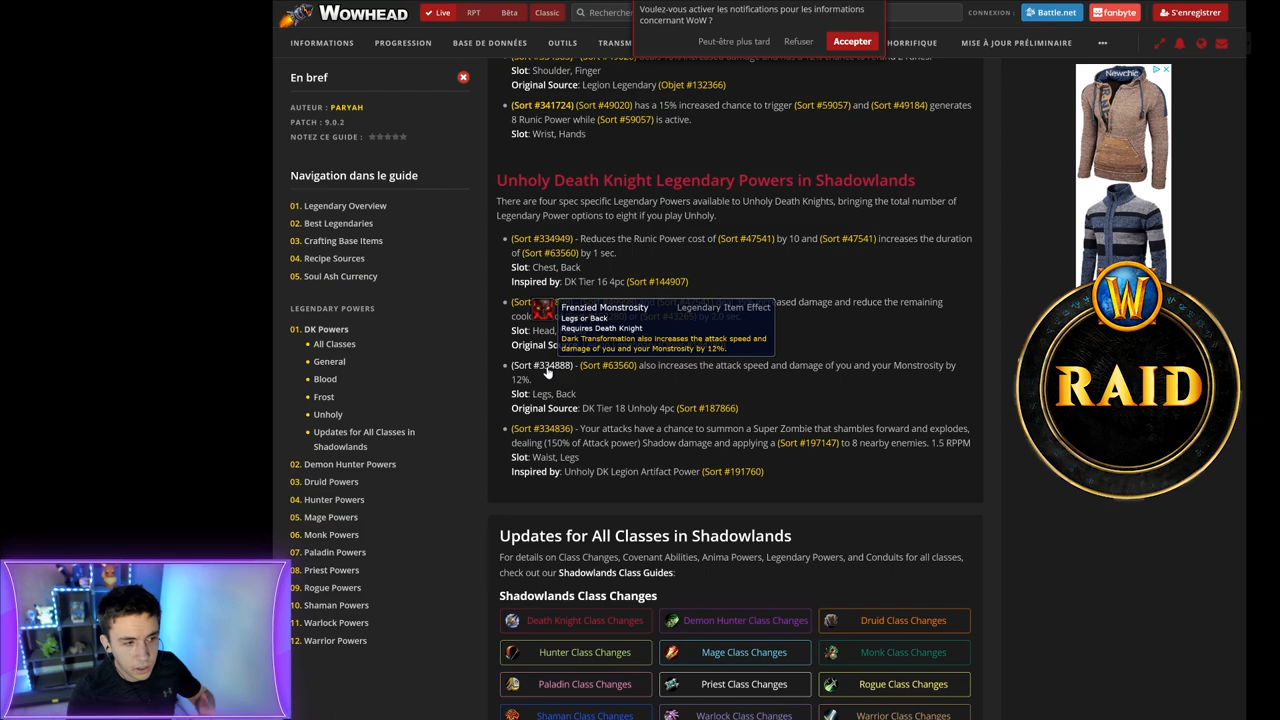 WOWHEAD
Live
RPT
Bêta
Classic
Voulez-vous activer les notifications pour les informations
concernant WoW ?
Peut-être plus tard
Refuser
Accepter
CONNEXION :
Battle.net
fanbyte
S'enregistrer
INFORMATIONS
PROGRESSION
BASE DE DONNÉES
OUTILS
TRANSM
HORRIFIQUE
MISE À JOUR PRÉLIMINAIRE
En bref
AUTEUR : PARYAH
PATCH : 9.0.2
NOTEZ CE GUIDE :
Navigation dans le guide
01. Legendary Overview
02. Best Legendaries
03. Crafting Base Items
04. Recipe Sources
05. Soul Ash Currency
LEGENDARY POWERS
01. DK Powers
All Classes
General
Blood
Frost
Unholy
Updates for All Classes in
Shadowlands
02. Demon Hunter Powers
03. Druid Powers
04. Hunter Powers
05. Mage Powers
06. Monk Powers
07. Paladin Powers
08. Priest Powers
09. Rogue Powers
10. Shaman Powers
11. Warlock Powers
12. Warrior Powers
Slot: Shoulder, Finger
Original Source: Legion Legendary (Objet #132366)
(Sort #341724) (Sort #49020) has a 15% increased chance to trigger (Sort #59057) and (Sort #49184) generates
8 Runic Power while (Sort #59057) is active.
Slot: Wrist, Hands
Unholy Death Knight Legendary Powers in Shadowlands
There are four spec specific Legendary Powers available to Unholy Death Knights, bringing the total number of
Legendary Power options to eight if you play Unholy.
(Sort #334949) - Reduces the Runic Power cost of (Sort #47541) by 10 and (Sort #47541) increases the duration
of (Sort #63560) by 1 sec.
Slot: Chest, Back
Inspired by: DK Tier 16 4pc (Sort #144907)
(Sort
ased damage and reduce the remaining
Slot: Head,
Original So
Frenzied Monstrosity
Legendary Item Effect
Legs or Back
Requires Death Knight
Dark Transformation also increases the attack speed and
damage of you and your Monstrosity by 12%.
(Sort #334888) - (Sort #63560) also increases the attack speed and damage of you and your Monstrosity by
12%.
Slot: Legs, Back
Original Source: DK Tier 18 Unholy 4pc (Sort #187866)
(Sort #334836) - Your attacks have a chance to summon a Super Zombie that shambles forward and explodes,
dealing (150% of Attack power) Shadow damage and applying a (Sort #197147) to 8 nearby enemies. 1.5 RPPM
Slot: Waist, Legs
Inspired by: Unholy DK Legion Artifact Power (Sort #191760)
Updates for All Classes in Shadowlands
For details on Class Changes, Covenant Abilities, Anima Powers, Legendary Powers, and Conduits for all classes,
check out our Shadowlands Class Guides:
Shadowlands Class Changes
Death Knight Class Changes
Demon Hunter Class Changes
Druid Class Changes
Hunter Class Changes
Mage Class Changes
Monk Class Changes
Paladin Class Changes
Priest Class Changes
Rogue Class Changes
Shaman Class Changes
Warlock Class Changes
Warrior Class Changes
Newchic
W
RAID